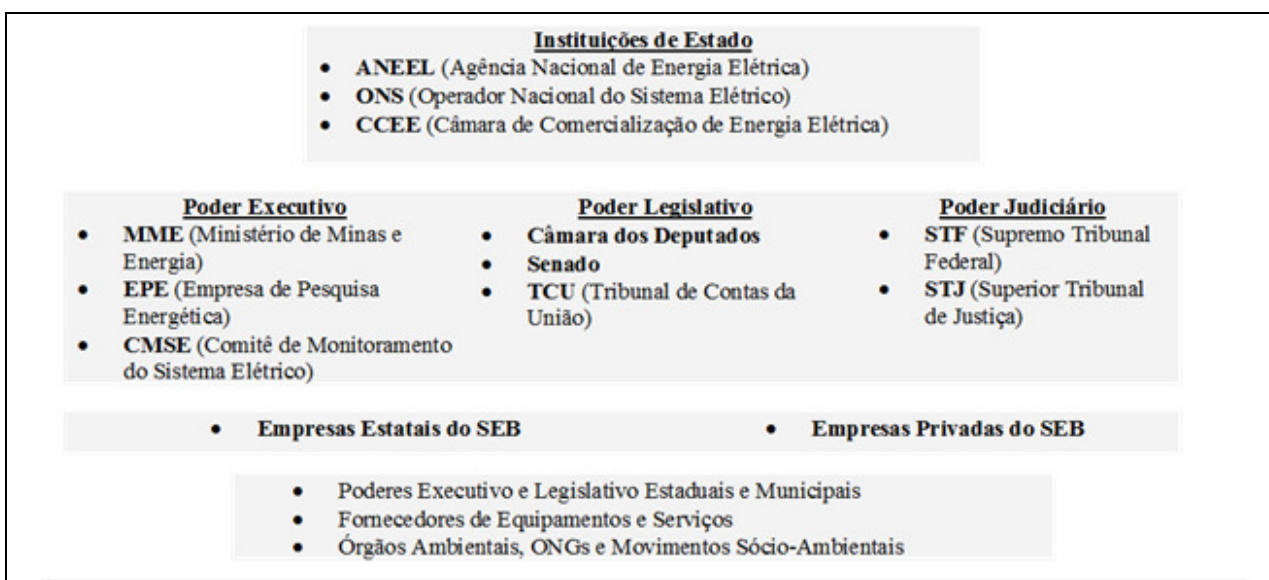 Instituições de Estado
• ANEEL (Agência Nacional de Energia Elétrica)
• ONS (Operador Nacional do Sistema Elétrico)
• CCEE (Câmara de Comercialização de Energia Elétrica)
Poder Executivo
• MME (Ministério de Minas e
Energia)
• EPE (Empresa de Pesquisa
Energética)
• CMSE (Comitê de Monitoramento
do Sistema Elétrico)
Poder Legislativo
• Câmara dos Deputados
• Senado
• TCU (Tribunal de Contas da
União)
Poder Judiciário
• STF (Supremo Tribunal
Federal)
• STJ (Superior Tribunal
de Justiça)
• Empresas Estatais do SEB
• Empresas Privadas do SEB
• Poderes Executivo e Legislativo Estaduais e Municipais
• Fornecedores de Equipamentos e Serviços
• Órgãos Ambientais, ONGs e Movimentos Sócio-Ambientais